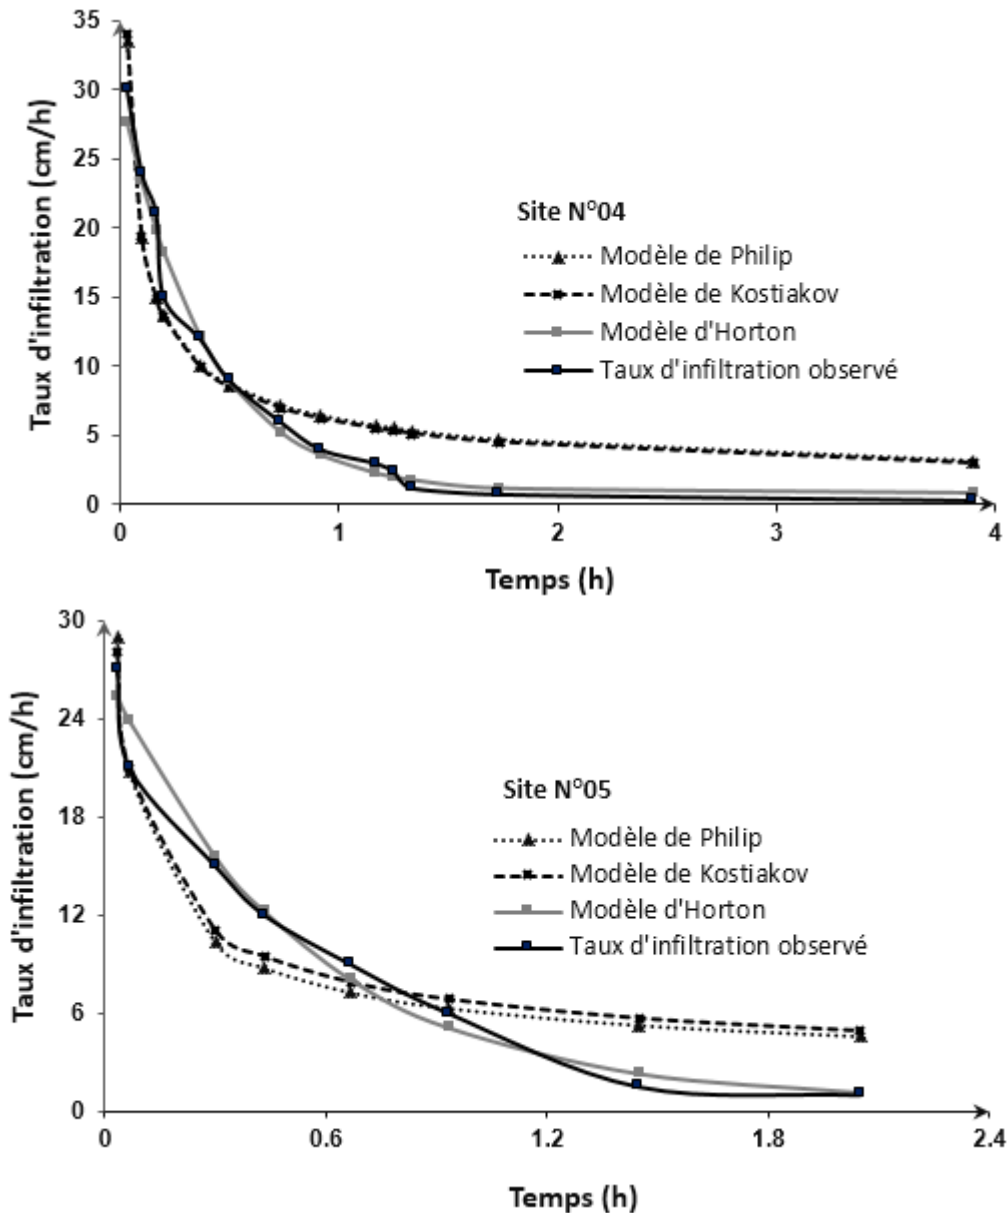 35
30
25
20
15
10
5
0
Taux d'infiltration (cm/h)
Site N°04
Modèle de Philip
Modèle de Kostiakov
Modèle d'Horton
Taux d'infiltration observé
0 1 2 3 4
Temps (h)
30
24
18
12
6
0
Taux d'infiltration (cm/h)
Site N°05
Modèle de Philip
Modèle de Kostiakov
Modèle d'Horton
Taux d'infiltration observé
0 0.6 1.2 1.8 2.4
Temps (h)